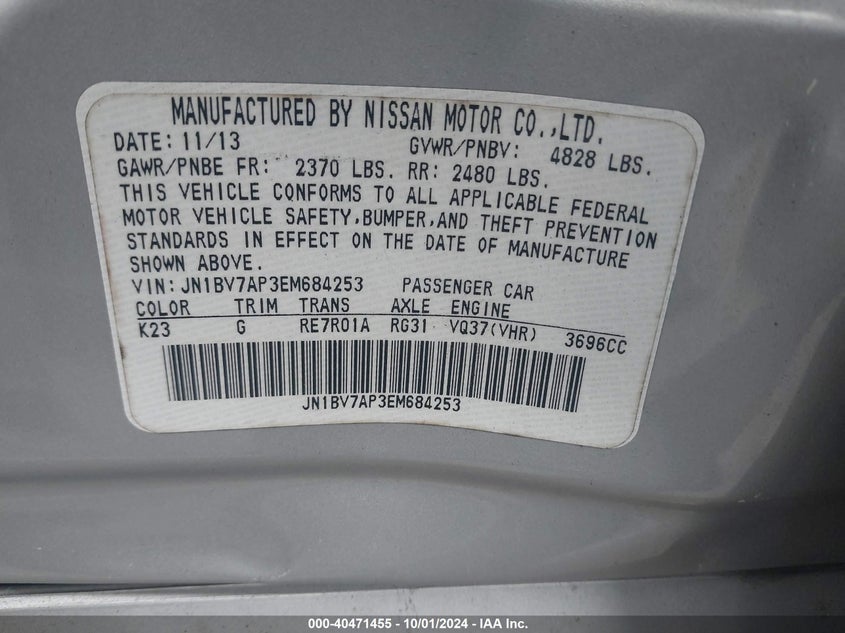 MANUFACTURED BY NISSAN MOTOR CO.,LTD.
DATE: 11/13 GVWR/PNBV: 4828 LBS.
GAWR/PNBE FR: 2370 LBS. RR: 2480 LBS.
THIS VEHICLE CONFORMS TO ALL APPLICABLE FEDERAL
MOTOR VEHICLE SAFETY,BUMPER,AND THEFT PREVENTION
STANDARDS IN EFFECT ON THE DATE OF MANUFACTURE
SHOWN ABOVE.
VIN: JN1BV7AP3EM684253 PASSENGER CAR
COLOR TRIM TRANS AXLE ENGINE
K23 G RE7R01A RG31 VQ37(VHR) 3696CC
JN1BV7AP3EM684253
000-40471455 - 10/01/2024 - IAA Inc.